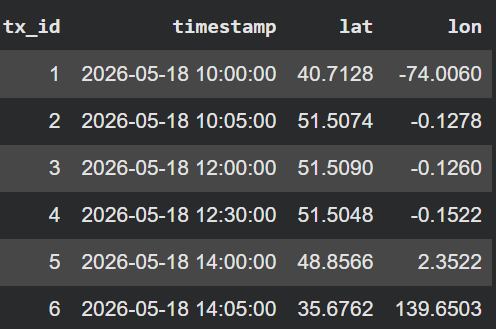 tx_id timestamp lat lon
1 2026-05-18 10:00:00 40.7128 -74.0060
2 2026-05-18 10:05:00 51.5074 -0.1278
3 2026-05-18 12:00:00 51.5090 -0.1260
4 2026-05-18 12:30:00 51.5048 -0.1522
5 2026-05-18 14:00:00 48.8566 2.3522
6 2026-05-18 14:05:00 35.6762 139.6503